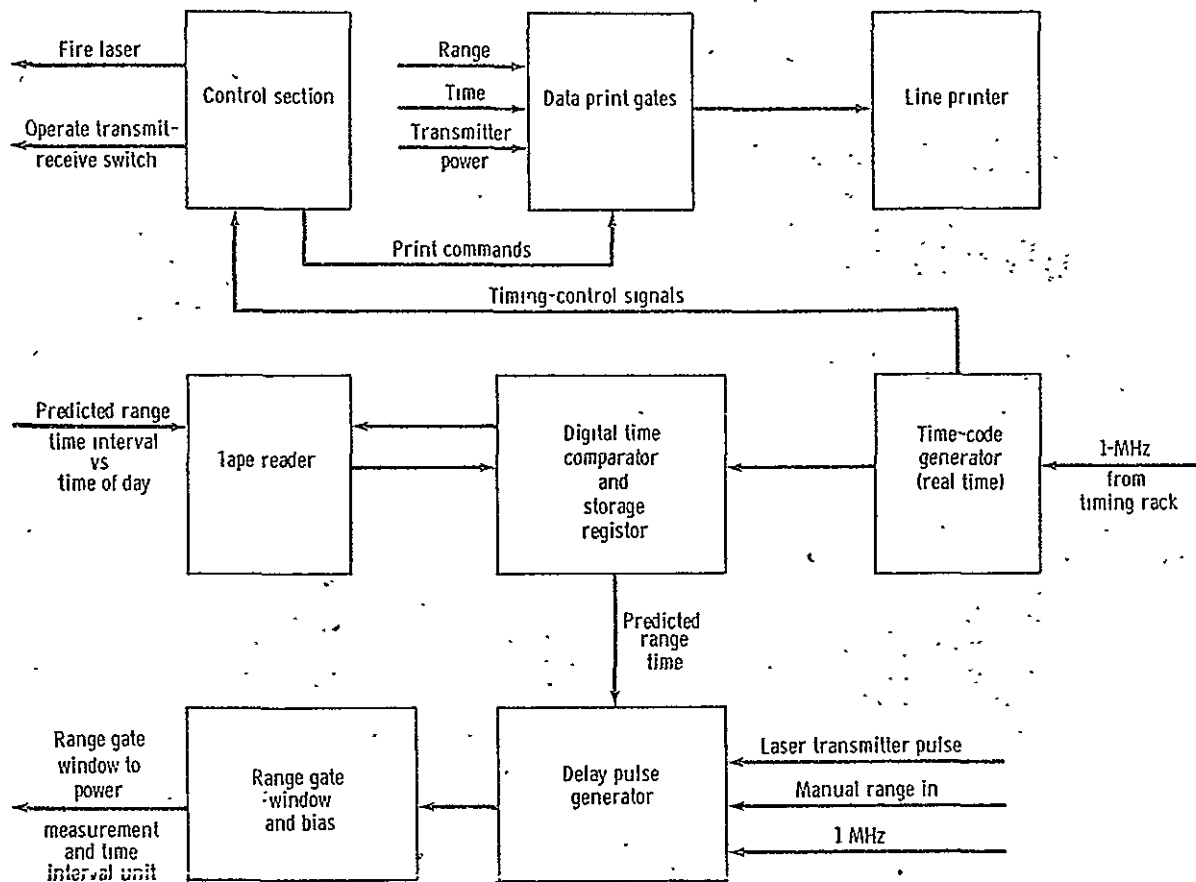 Fire laser
Operate transmit-
receive switch
Control section
Range
Time
Transmitter
power
Data print gates
Line printer
Print commands
Timing-control signals
Predicted range
time interval
vs
time of day
Tape reader
Digital time
comparator
and
storage
registor
Time-code
generator
(real time)
1-MHz
from
timing rack
Predicted
range
time
Range gate
window to
power
measurement
and time
interval unit
Range gate
window
and bias
Delay pulse
generator
Laser transmitter pulse
Manual range in
1 MHz